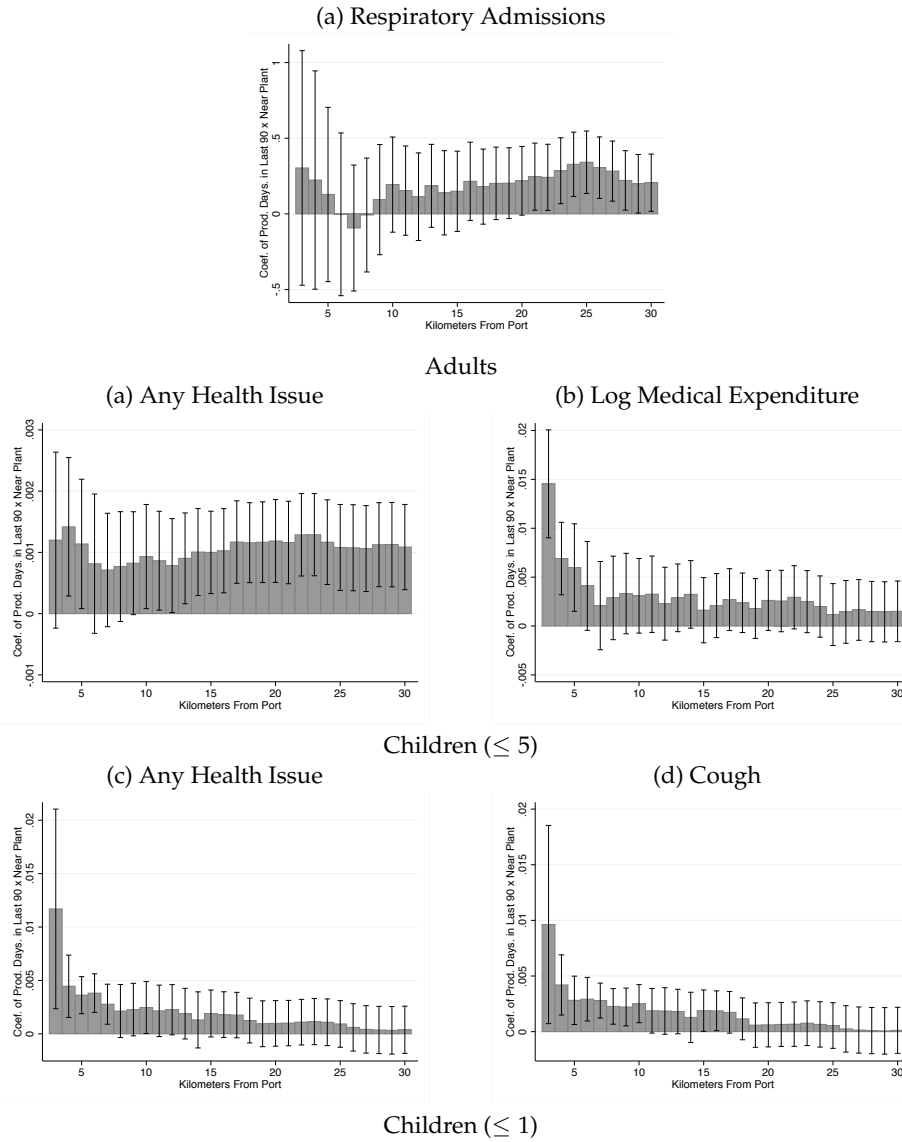 (a) Respiratory Admissions
Coef. of Prod. Days. in Last 90 x Near Plant
1
.5
0
-.5
5 10 15 20 25 30
Kilometers From Port
Adults
(a) Any Health Issue
Coef. of Prod. Days. in Last 90 x Near Plant
.003
.002
.001
0
-.001
5 10 15 20 25 30
Kilometers From Port
(b) Log Medical Expenditure
Coef. of Prod. Days. in Last 90 x Near Plant
.02
.015
.01
.005
0
-.005
5 10 15 20 25 30
Kilometers From Port
Children (≤ 5)
(c) Any Health Issue
Coef. of Prod. Days. in Last 90 x Near Plant
.02
.015
.01
.005
0
5 10 15 20 25 30
Kilometers From Port
(d) Cough
Coef. of Prod. Days. in Last 90 x Near Plant
.02
.015
.01
.005
0
5 10 15 20 25 30
Kilometers From Port
Children (≤ 1)